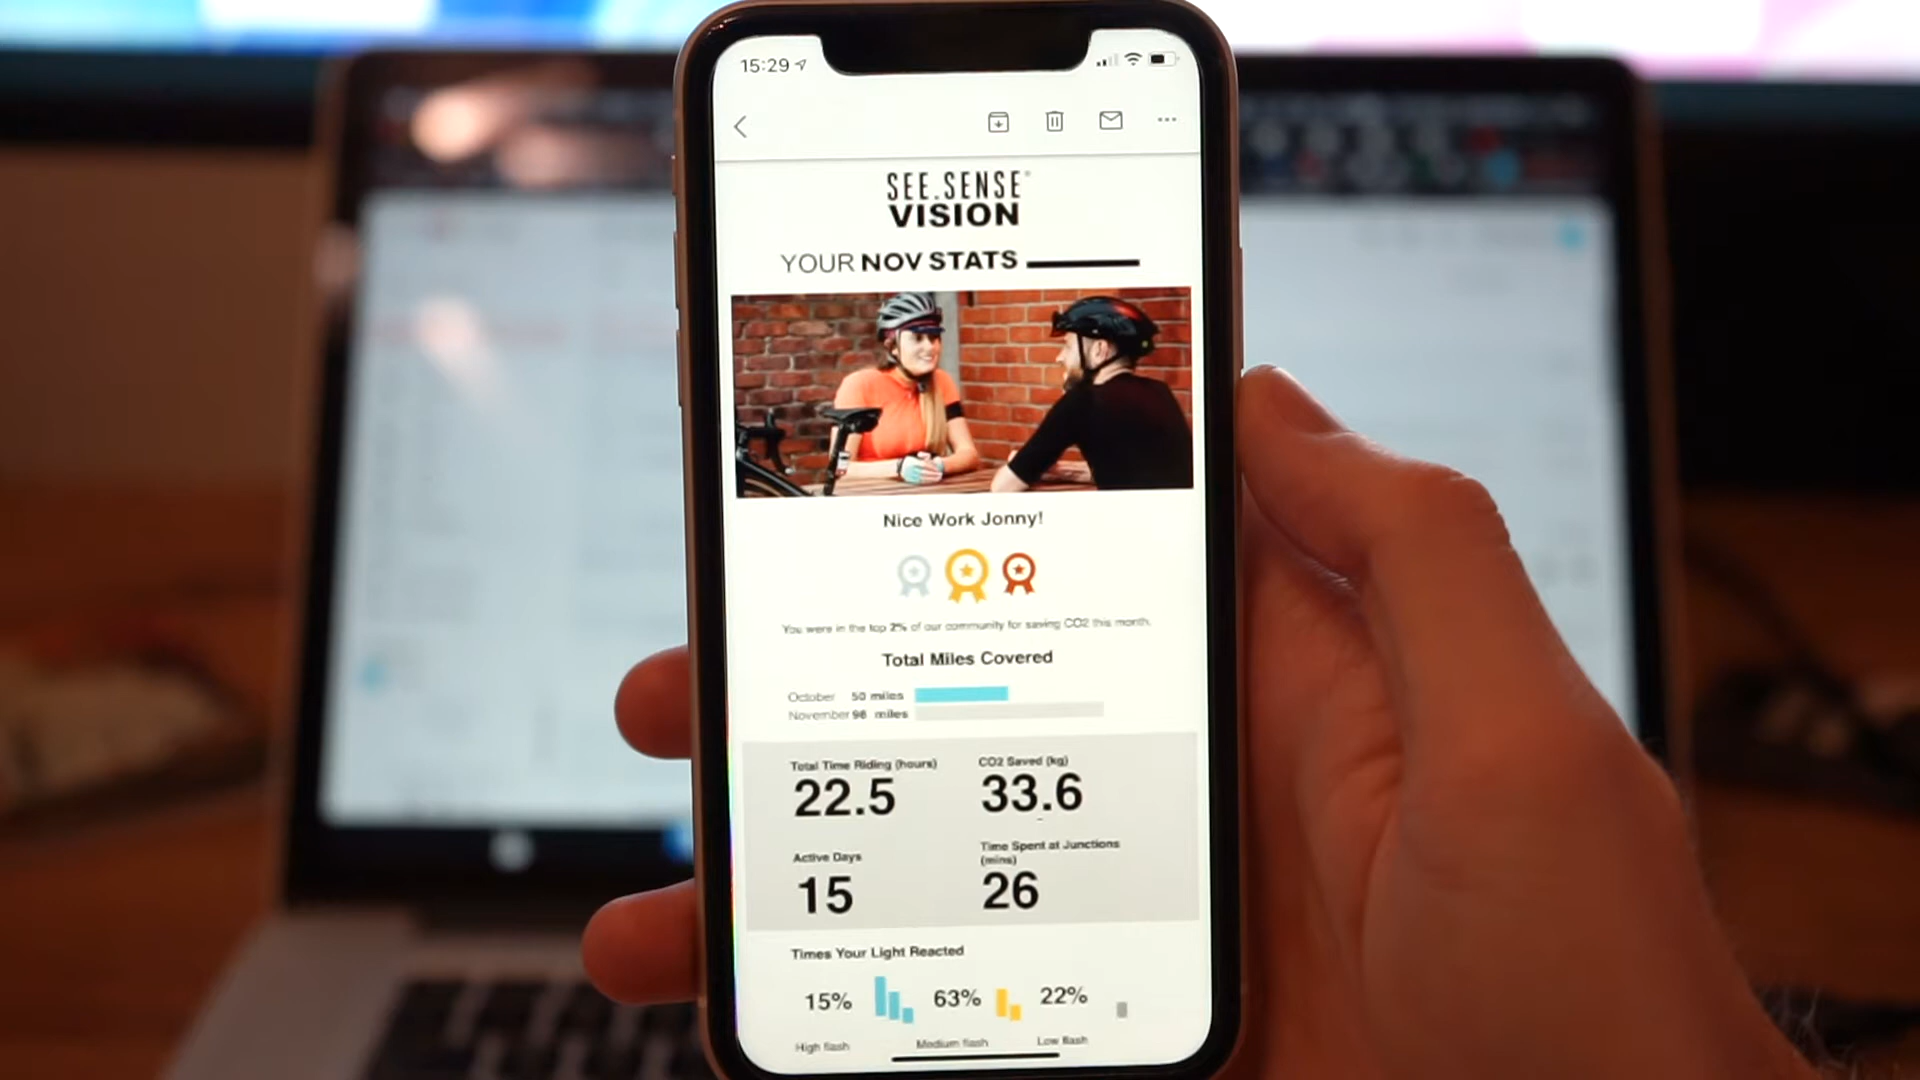 15:29
SEE.SENSE®
VISION
YOUR NOV STATS
Nice Work Jonny!
You were in the top 2% of our community for saving CO2 this month.
Total Miles Covered
October 50 miles
November 98 miles
Total Time Riding (hours) CO2 Saved (kg)
22.5 33.6
Active Days Time Spent at Junctions
(mins)
15 26
Times Your Light Reacted
15% 63% 22%
High flash Medium flash Low flash